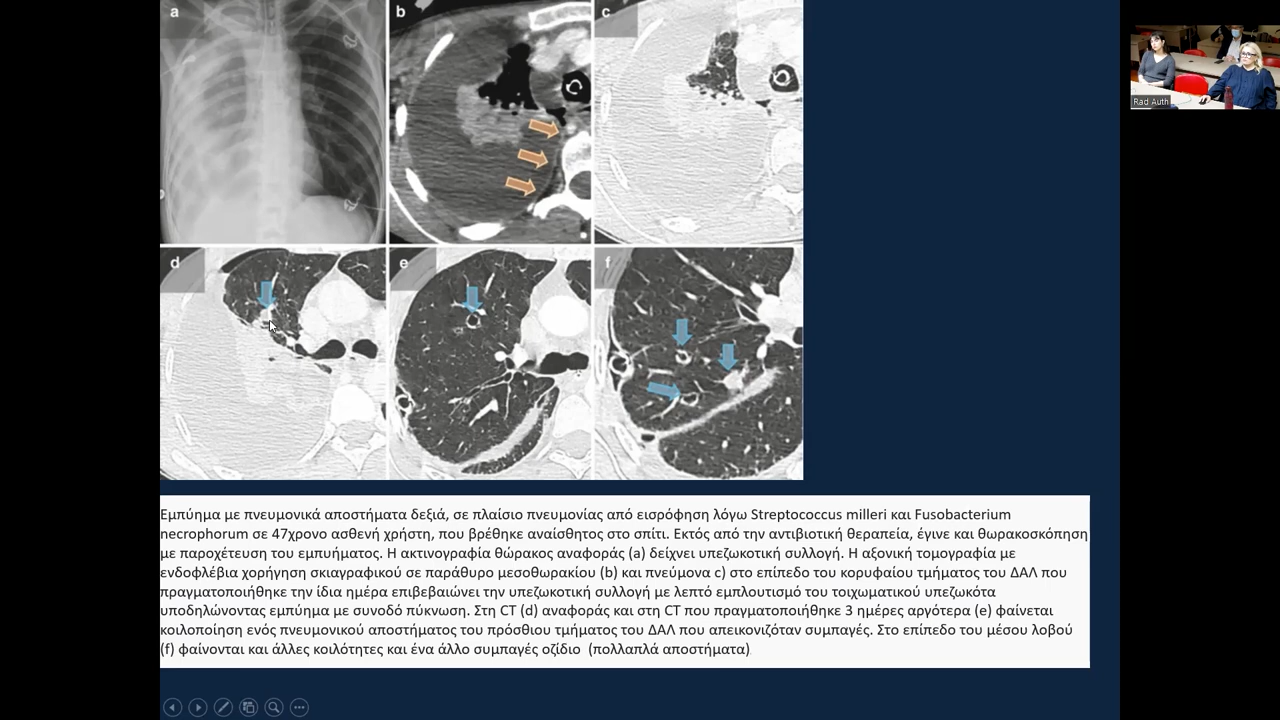 a
b
c
d
e
f
Rad Auth
Εμπύημα με πνευμονικά αποστήματα δεξιά, σε πλαίσιο πνευμονίας από εισρόφηση λόγω Streptococcus milleri και Fusobacterium
necrophorum σε 47χρονο ασθενή χρήστη, που βρέθηκε αναίσθητος στο σπίτι. Εκτός από την αντιβιοτική θεραπεία, έγινε και θωρακοσκόπηση
με παροχέτευση του εμπυήματος. Η ακτινογραφία θώρακος αναφοράς (a) δείχνει υπεζωκοτική συλλογή. Η αξονική τομογραφία με
ενδοφλέβια χορήγηση σκιαγραφικού σε παράθυρο μεσοθωρακίου (b) και πνεύμονα c) στο επίπεδο του κορυφαίου τμήματος του ΔΑΛ που
πραγματοποιήθηκε την ίδια ημέρα επιβεβαιώνει την υπεζωκοτική συλλογή με λεπτό εμπλουτισμό του τοιχωματικού υπεζωκότα
υποδηλώνοντας εμπύημα με συνοδό πύκνωση. Στη CT (d) αναφοράς και στη CT που πραγματοποιήθηκε 3 ημέρες αργότερα (e) φαίνεται
κοιλοποίηση ενός πνευμονικού αποστήματος του πρόσθιου τμήματος του ΔΑΛ που απεικονιζόταν συμπαγές. Στο επίπεδο του μέσου λοβού
(f) φαίνονται και άλλες κοιλότητες και ένα άλλο συμπαγές οζίδιο (πολλαπλά αποστήματα)